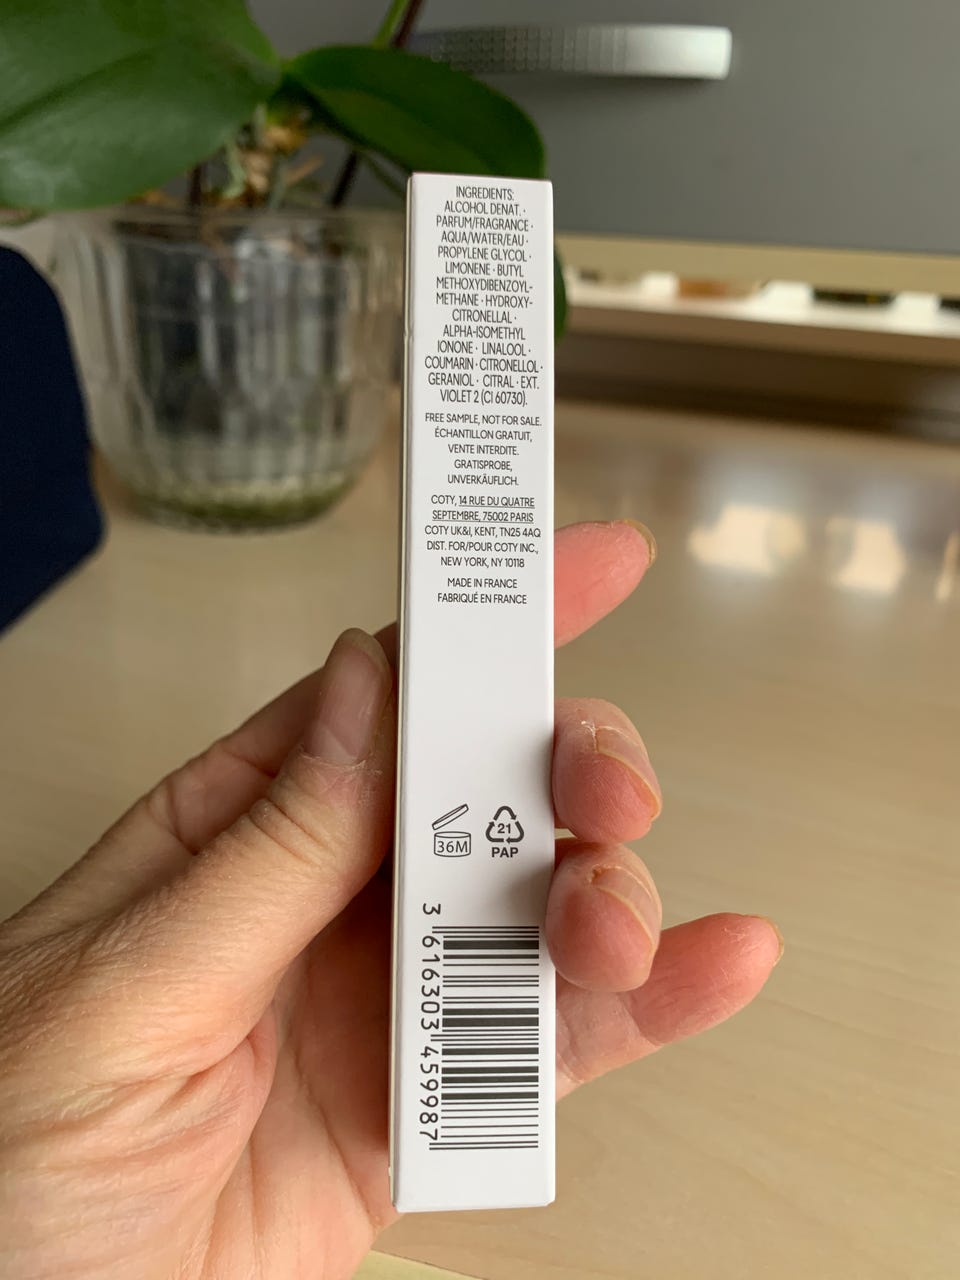 INGREDIENTS:
ALCOHOL DENAT. ·
PARFUM/FRAGRANCE ·
AQUA/WATER/EAU ·
PROPYLENE GLYCOL ·
LIMONENE · BUTYL
METHOXYDIBENZOYL-
METHANE · HYDROXY-
CITRONELLAL ·
ALPHA-ISOMETHYL
IONONE · LINALOOL ·
COUMARIN · CITRONELLOL ·
GERANIOL · CITRAL · EXT.
VIOLET 2 (CI 60730).
FREE SAMPLE, NOT FOR SALE.
ÉCHANTILLON GRATUIT,
VENTE INTERDITE.
GRATISPROBE,
UNVERKÄUFLICH.
COTY, 14 RUE DU QUATRE
SEPTEMBRE, 75002 PARIS
COTY UK&I, KENT, TN25 4AQ
DIST. FOR/POUR COTY INC.,
NEW YORK, NY 10118
MADE IN FRANCE
FABRIQUÉ EN FRANCE
36M
21
PAP
3 616303 459987